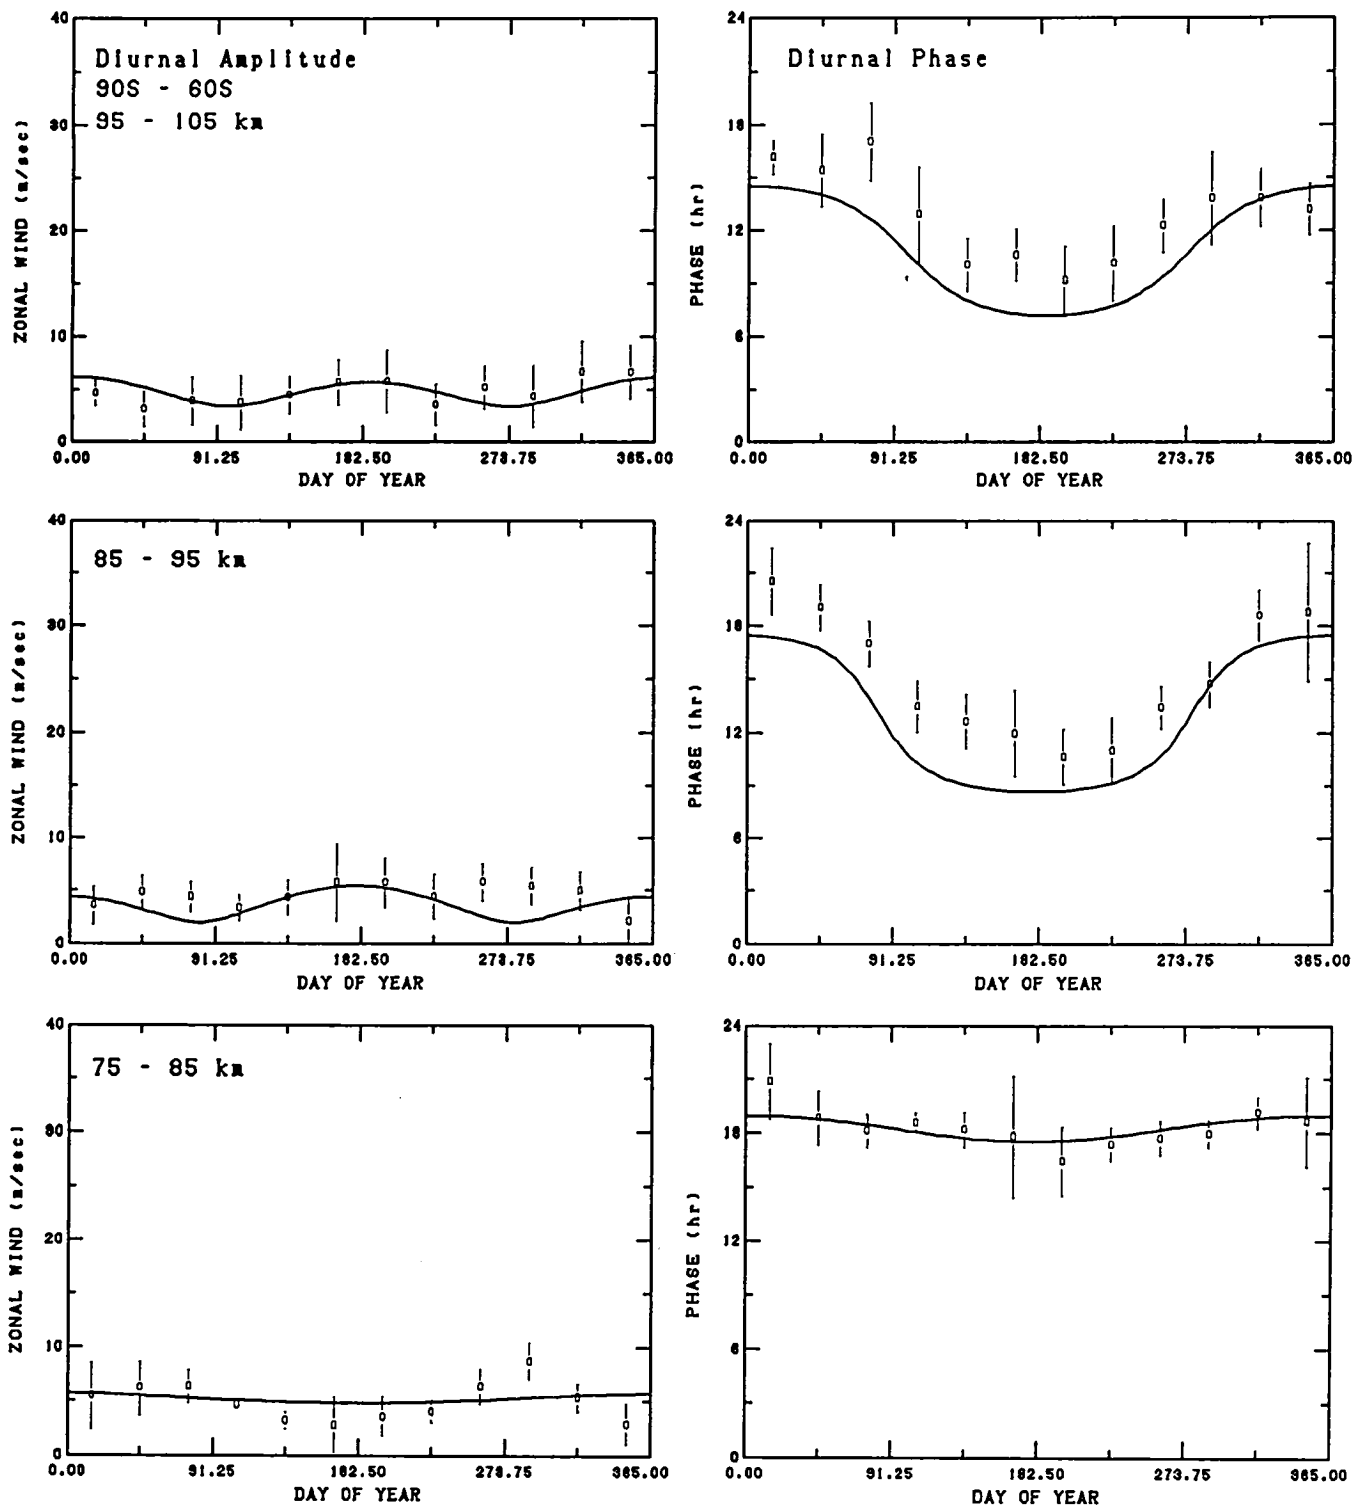 Diurnal Amplitude
90S - 60S
95 - 105 km
ZONAL WIND (m/sec)
40
30
20
10
0
0.00 91.25 182.50 273.75 365.00
DAY OF YEAR
Diurnal Phase
PHASE (hr)
24
18
12
6
0
0.00 91.25 182.50 273.75 365.00
DAY OF YEAR
85 - 95 km
ZONAL WIND (m/sec)
40
30
20
10
0
0.00 91.25 182.50 273.75 365.00
DAY OF YEAR
PHASE (hr)
24
18
12
6
0
0.00 91.25 182.50 273.75 365.00
DAY OF YEAR
75 - 85 km
ZONAL WIND (m/sec)
40
30
20
10
0
0.00 91.25 182.50 273.75 365.00
DAY OF YEAR
PHASE (hr)
24
18
12
6
0
0.00 91.25 182.50 273.75 365.00
DAY OF YEAR